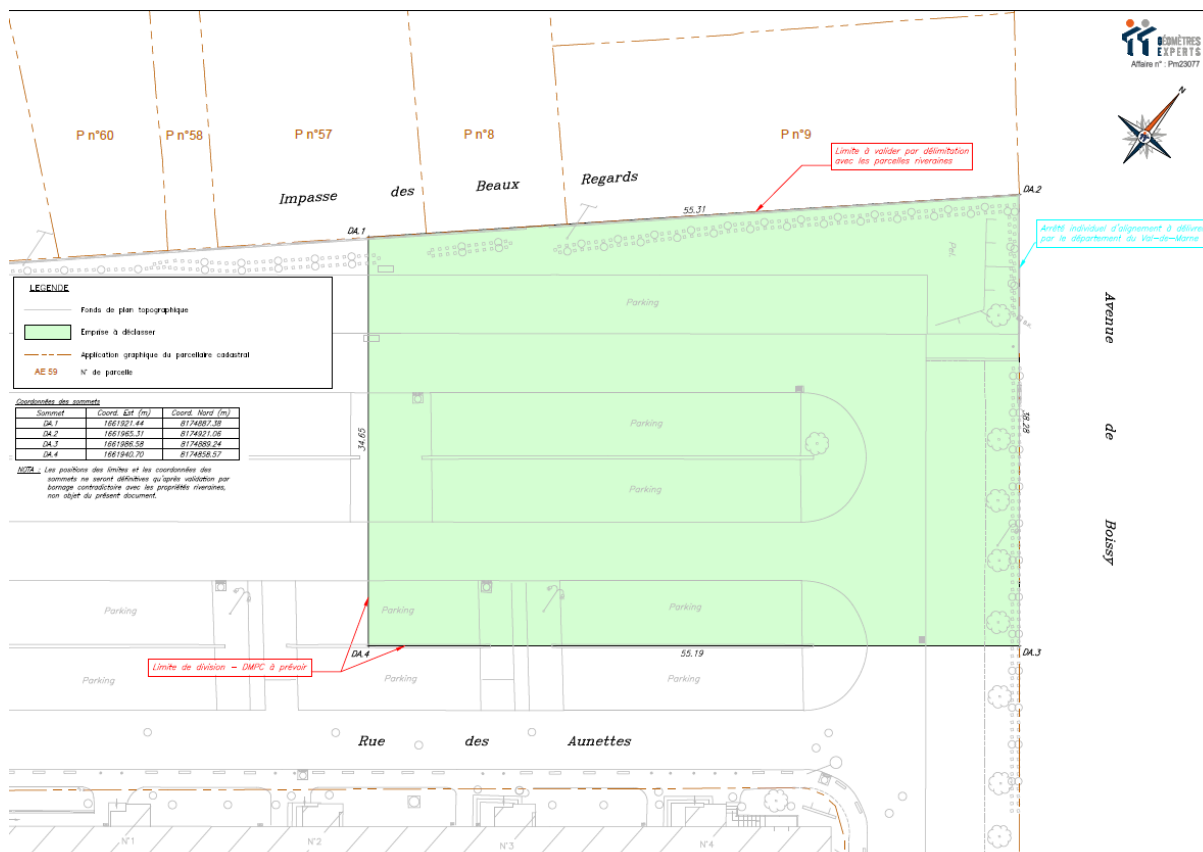 GÉOMÈTRES
EXPERTS
Affaire n° : Pm23077
N
P n°60
P n°58
P n°57
P n°8
P n°9
Limite à valider par délimitation
avec les parcelles riveraines
Impasse des Beaux Regards
DA.1
55.31
DA.2
Arrêté individuel d'alignement à délivre
par le département du Val-de-Marne
LEGENDE
Fonds de plan topographique
Emprise à déclasser
Application graphique du parcellaire cadastral
AE 59 N° de parcelle
Coordonnées des sommets
Sommet Coord. Est (m) Coord. Nord (m)
DA.1 1661921.44 8174887.38
DA.2 1661965.31 8174921.06
DA.3 1661986.58 8174889.24
DA.4 1661940.70 8174858.57
NOTA : Les positions des limites et les coordonnées des
sommets ne seront définitives qu'après validation par
bornage contradictoire avec les propriétés riveraines,
non objet du présent document.
Parking
Parking
Parking
34.65
38.28
Avenue de Boissy
Parking
Parking
Parking
DA.4
55.19
DA.3
Limite de division - DMPC à prévoir
Parking
Parking
Parking
Rue des Aunettes
N°1
N°2
N°3
N°4